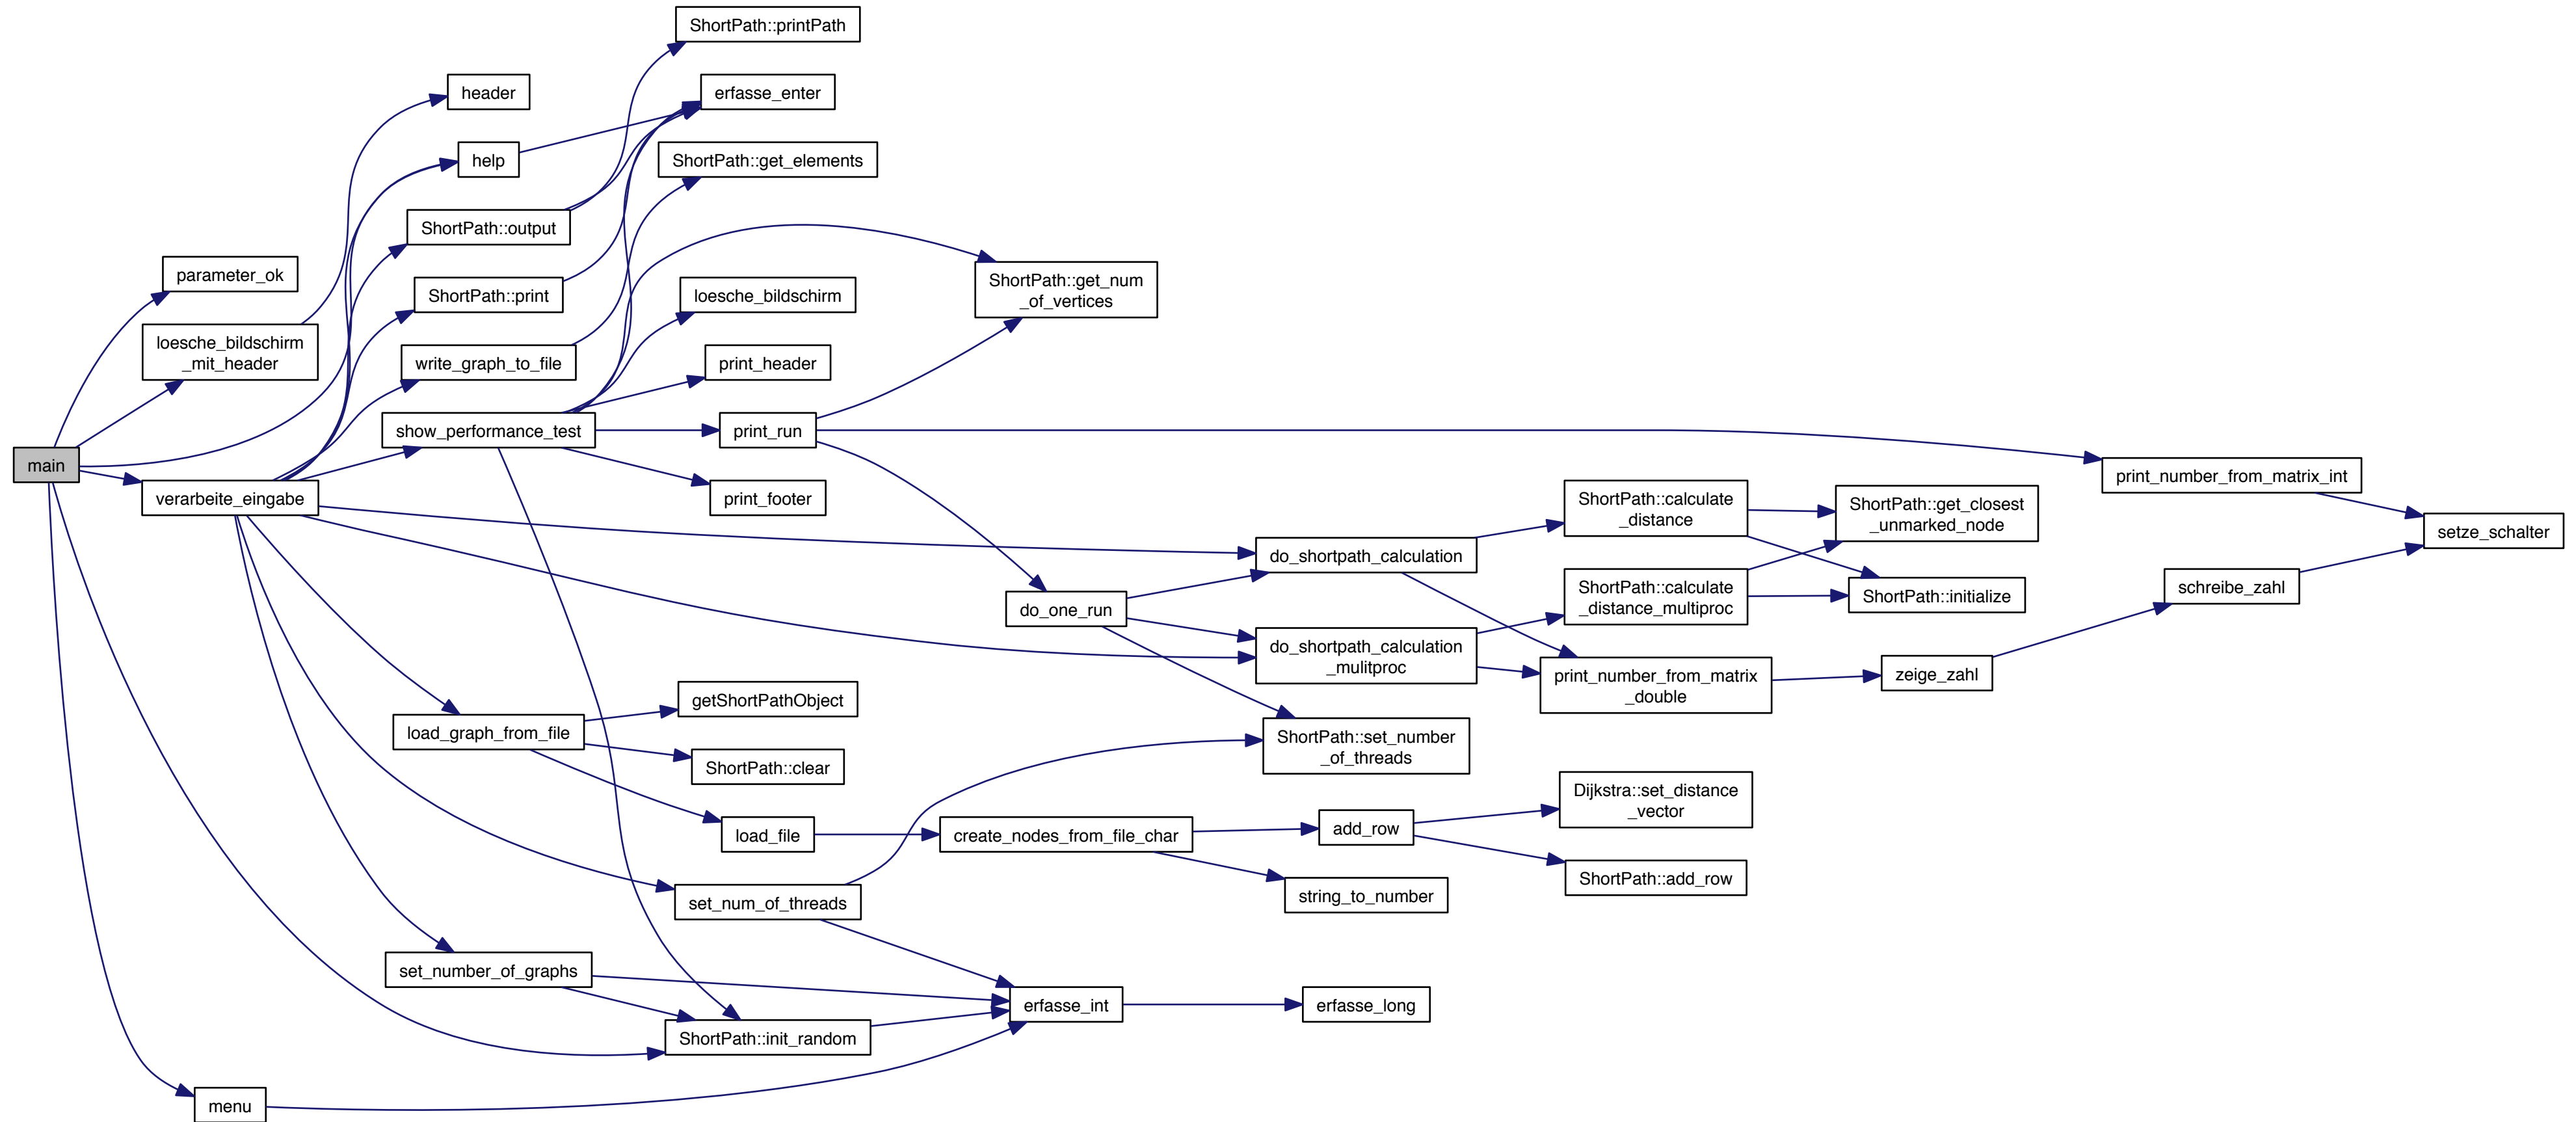 main
parameter_ok
loesche_bildschirm
_mit_header
verarbeite_eingabe
menu
header
help
ShortPath::output
ShortPath::print
write_graph_to_file
show_performance_test
load_graph_from_file
set_number_of_graphs
ShortPath::printPath
erfasse_enter
ShortPath::get_elements
loesche_bildschirm
print_header
print_run
print_footer
getShortPathObject
ShortPath::clear
load_file
set_num_of_threads
ShortPath::init_random
ShortPath::get_num
_of_vertices
do_one_run
create_nodes_from_file_char
erfasse_int
do_shortpath_calculation
do_shortpath_calculation
_mulitproc
ShortPath::set_number
_of_threads
add_row
string_to_number
erfasse_long
ShortPath::calculate
_distance
ShortPath::calculate
_distance_multiproc
print_number_from_matrix
_double
Dijkstra::set_distance
_vector
ShortPath::add_row
ShortPath::get_closest
_unmarked_node
ShortPath::initialize
zeige_zahl
print_number_from_matrix_int
schreibe_zahl
setze_schalter